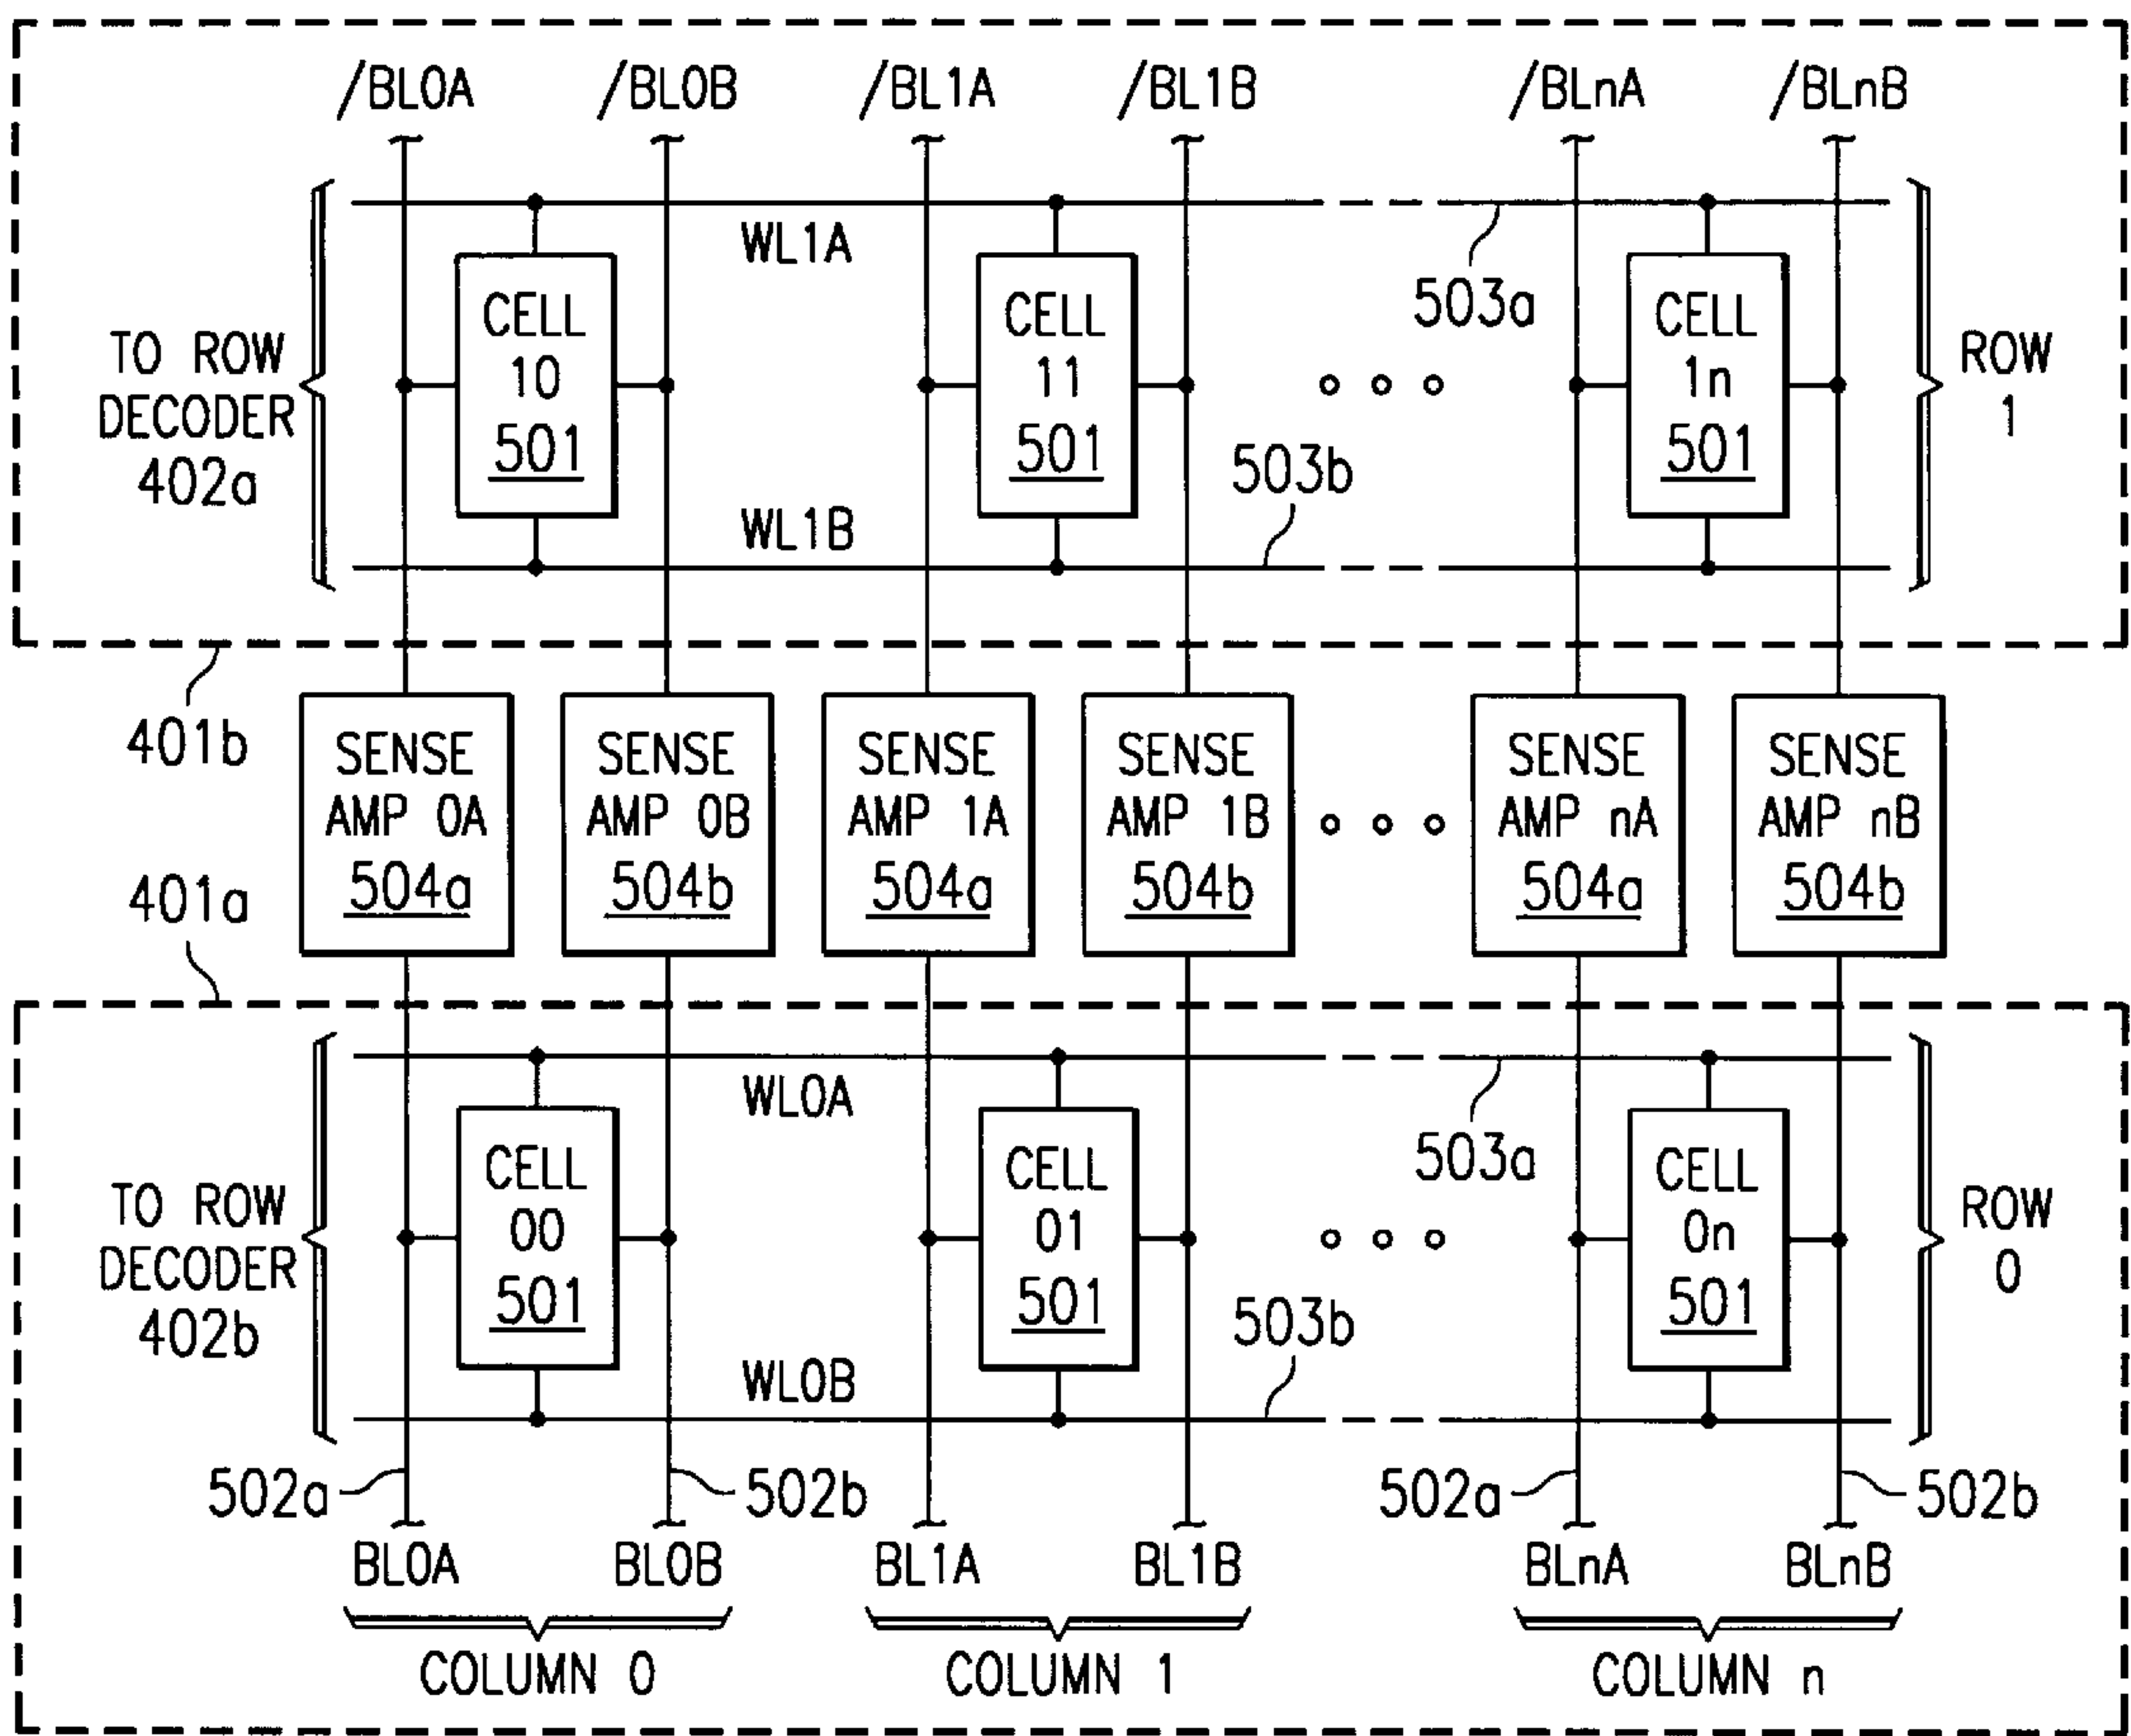 /BL0A /BL0B /BL1A /BL1B /BLnA /BLnB
WL1A
503a
TO ROW
DECODER
402a
CELL
10
501
CELL
11
501
CELL
1n
501
ROW
1
503b
WL1B
401b
SENSE
AMP 0A
504a
SENSE
AMP 0B
504b
SENSE
AMP 1A
504a
SENSE
AMP 1B
504b
SENSE
AMP nA
504a
SENSE
AMP nB
504b
401a
WL0A
503a
TO ROW
DECODER
402b
CELL
00
501
CELL
01
501
CELL
0n
501
ROW
0
503b
WL0B
502a 502b 502a 502b
BL0A BL0B BL1A BL1B BLnA BLnB
COLUMN 0 COLUMN 1 COLUMN n